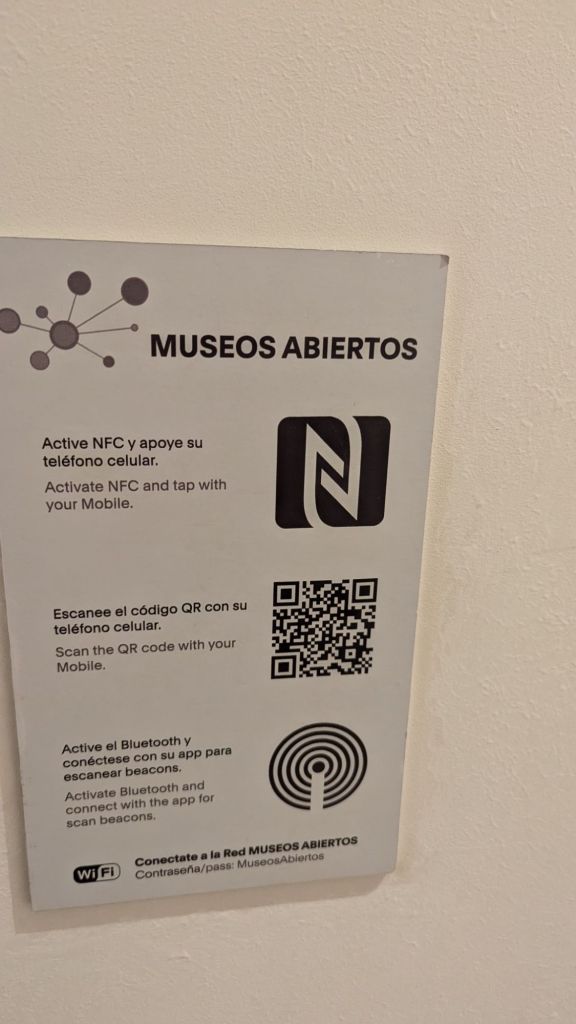 MUSEOS ABIERTOS
Active NFC y apoye su
teléfono celular.
Activate NFC and tap with
your Mobile.
Escanee el código QR con su
teléfono celular.
Scan the QR code with your
Mobile.
Active el Bluetooth y
conéctese con su app para
escanear beacons.
Activate Bluetooth and
connect with the app for
scan beacons.
Wi Fi
Conectate a la Red MUSEOS ABIERTOS
Contraseña/pass: MuseosAbiertos